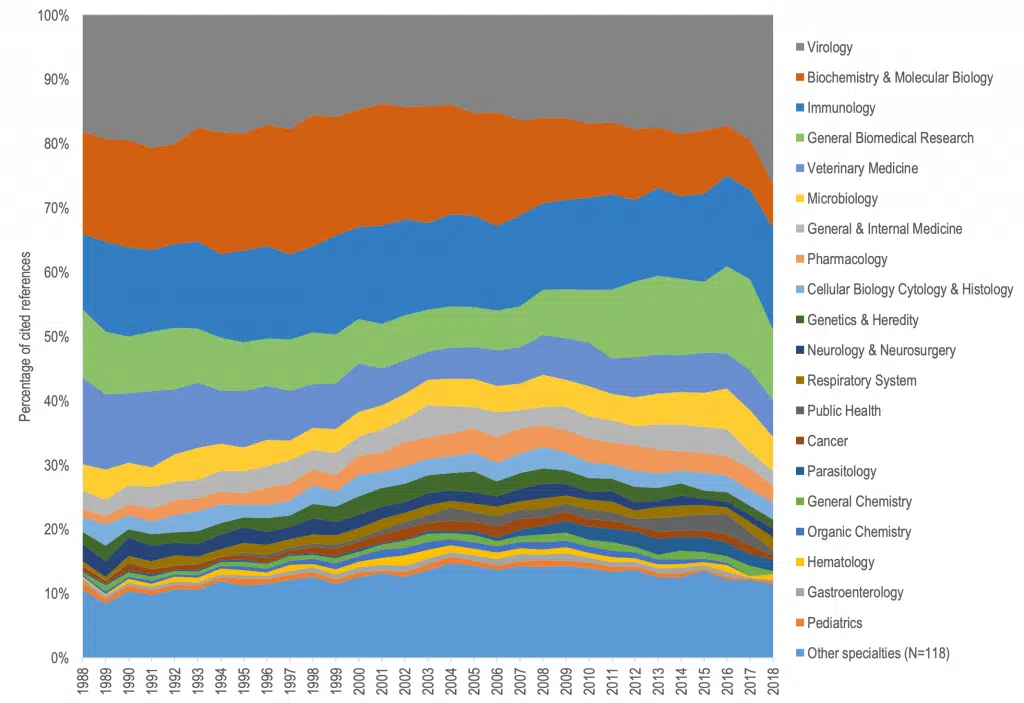 100%
90%
80%
70%
60%
50%
40%
30%
20%
10%
0%
Percentage of cited references
1988
1989
1990
1991
1992
1993
1994
1995
1996
1997
1998
1999
2000
2001
2002
2003
2004
2005
2006
2007
2008
2009
2010
2011
2012
2013
2014
2015
2016
2017
2018
Virology
Biochemistry & Molecular Biology
Immunology
General Biomedical Research
Veterinary Medicine
Microbiology
General & Internal Medicine
Pharmacology
Cellular Biology Cytology & Histology
Genetics & Heredity
Neurology & Neurosurgery
Respiratory System
Public Health
Cancer
Parasitology
General Chemistry
Organic Chemistry
Hematology
Gastroenterology
Pediatrics
Other specialties (N=118)